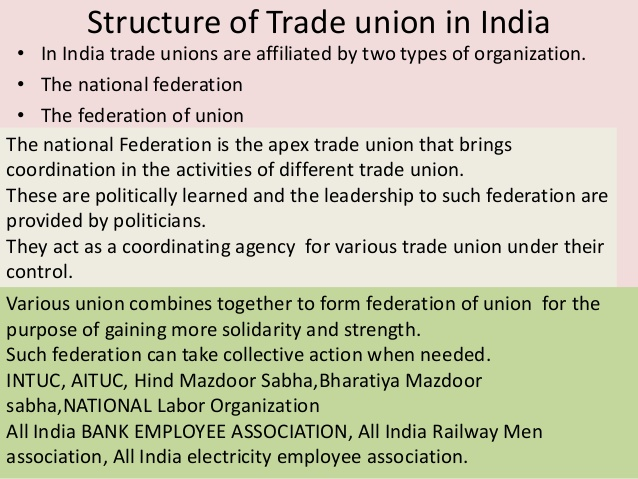 Structure of Trade union in India
• In India trade unions are affiliated by two types of organization.
• The national federation
• The federation of union
The national Federation is the apex trade union that brings
coordination in the activities of different trade union.
These are politically learned and the leadership to such federation are
provided by politicians.
They act as a coordinating agency for various trade union under their
control.
Various union combines together to form federation of union for the
purpose of gaining more solidarity and strength.
Such federation can take collective action when needed.
INTUC, AITUC, Hind Mazdoor Sabha,Bharatiya Mazdoor
sabha,NATIONAL Labor Organization
All India BANK EMPLOYEE ASSOCIATION, All India Railway Men
association, All India electricity employee association.